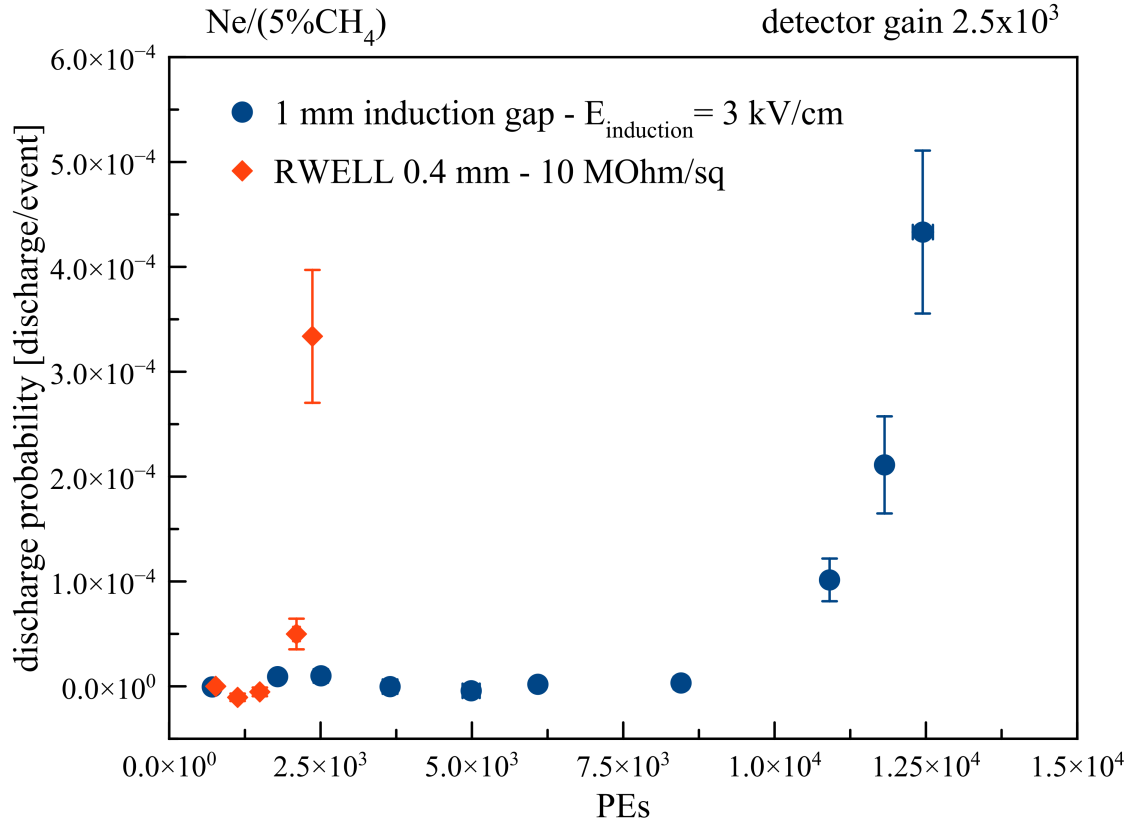 Ne/(5%CH₄) detector gain 2.5x10³
6.0×10⁻⁴
5.0×10⁻⁴
4.0×10⁻⁴
3.0×10⁻⁴
2.0×10⁻⁴
1.0×10⁻⁴
0.0×10⁰
discharge probability [discharge/event]
1 mm induction gap - E_induction= 3 kV/cm
RWELL 0.4 mm - 10 MOhm/sq
0.0×10⁰ 2.5×10³ 5.0×10³ 7.5×10³ 1.0×10⁴ 1.25×10⁴ 1.5×10⁴
PEs